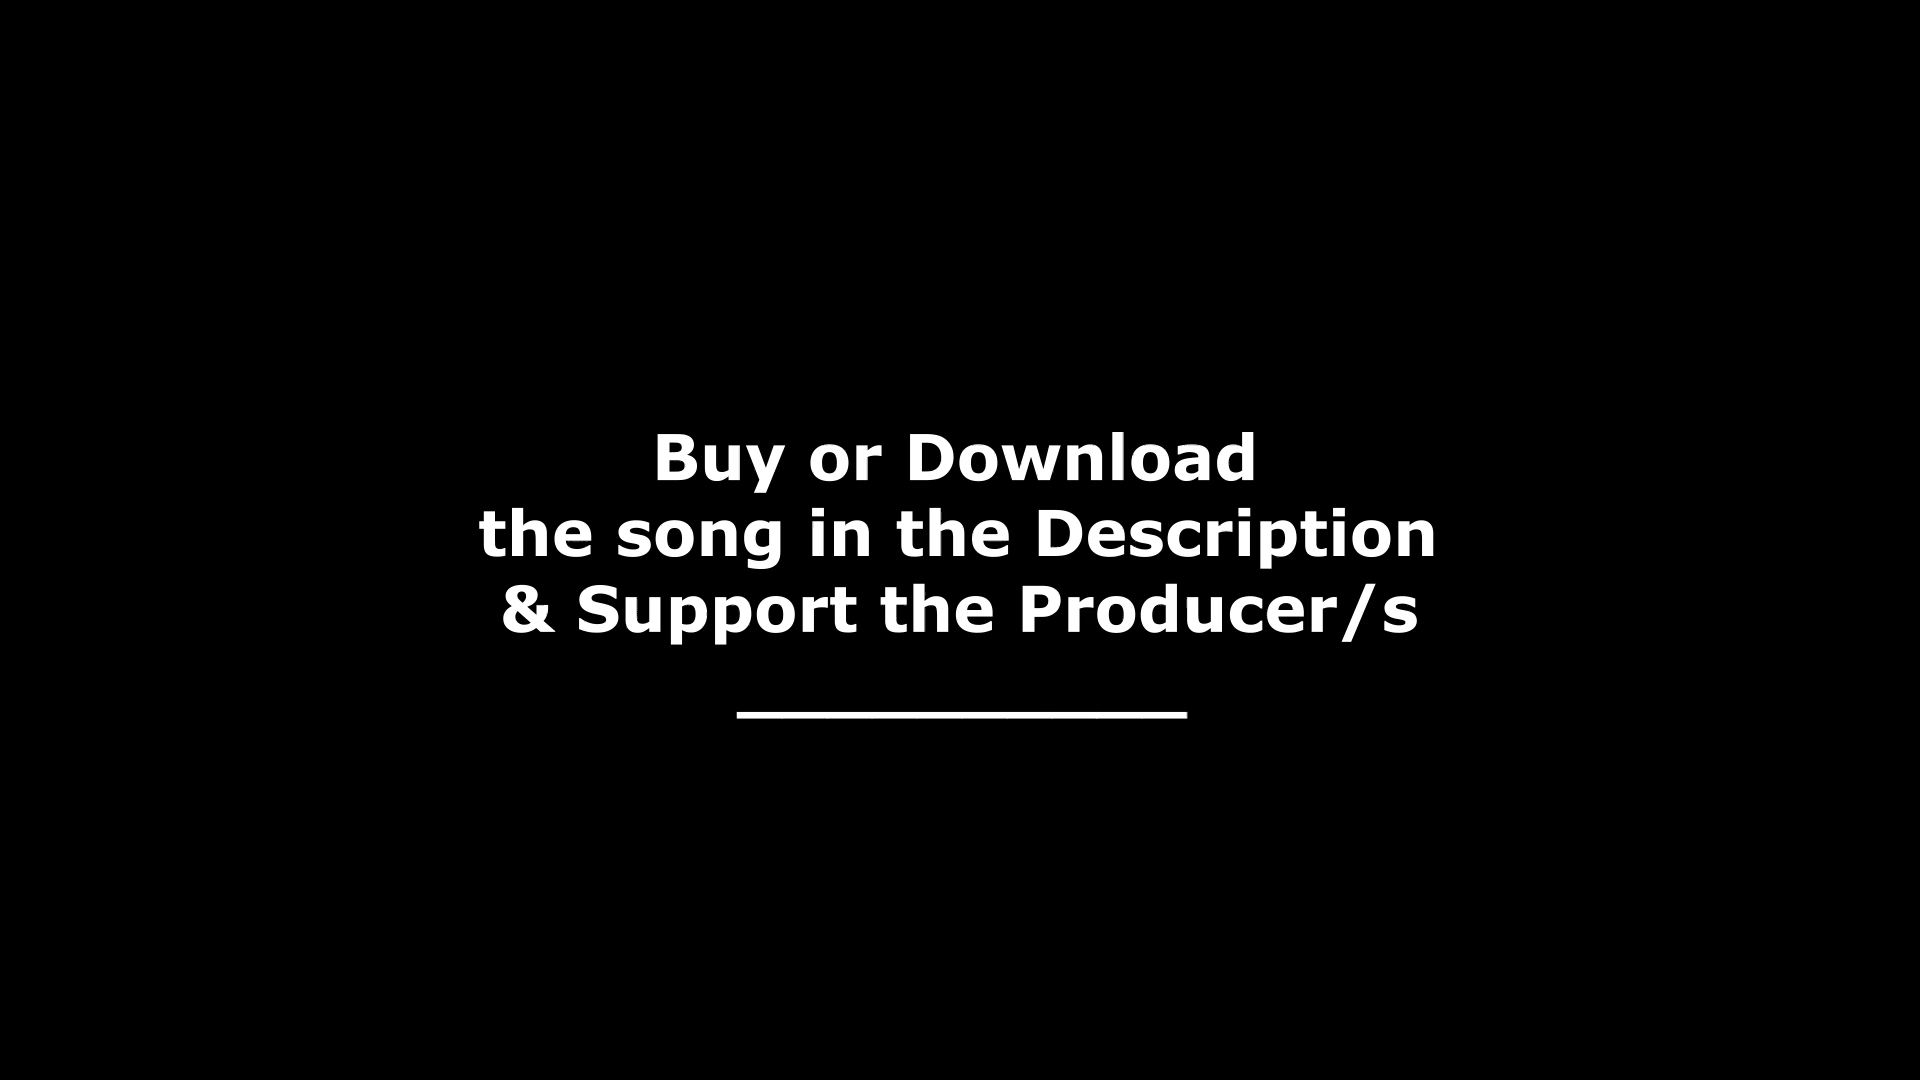 Buy or Download
the song in the Description
& Support the Producer/s